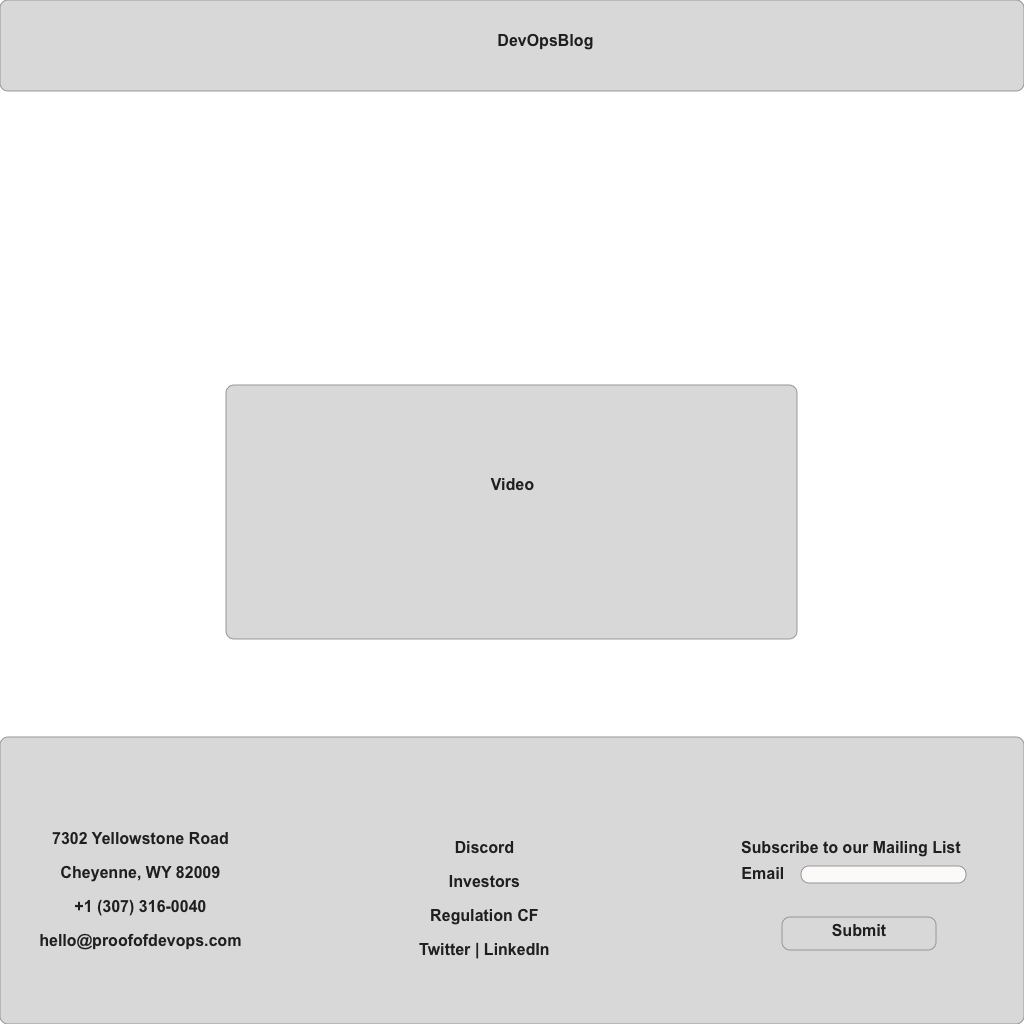 DevOpsBlog
Video
7302 Yellowstone Road
Cheyenne, WY 82009
+1 (307) 316-0040
hello@proofofdevops.com
Discord
Investors
Regulation CF
Twitter | LinkedIn
Subscribe to our Mailing List
Email
Submit